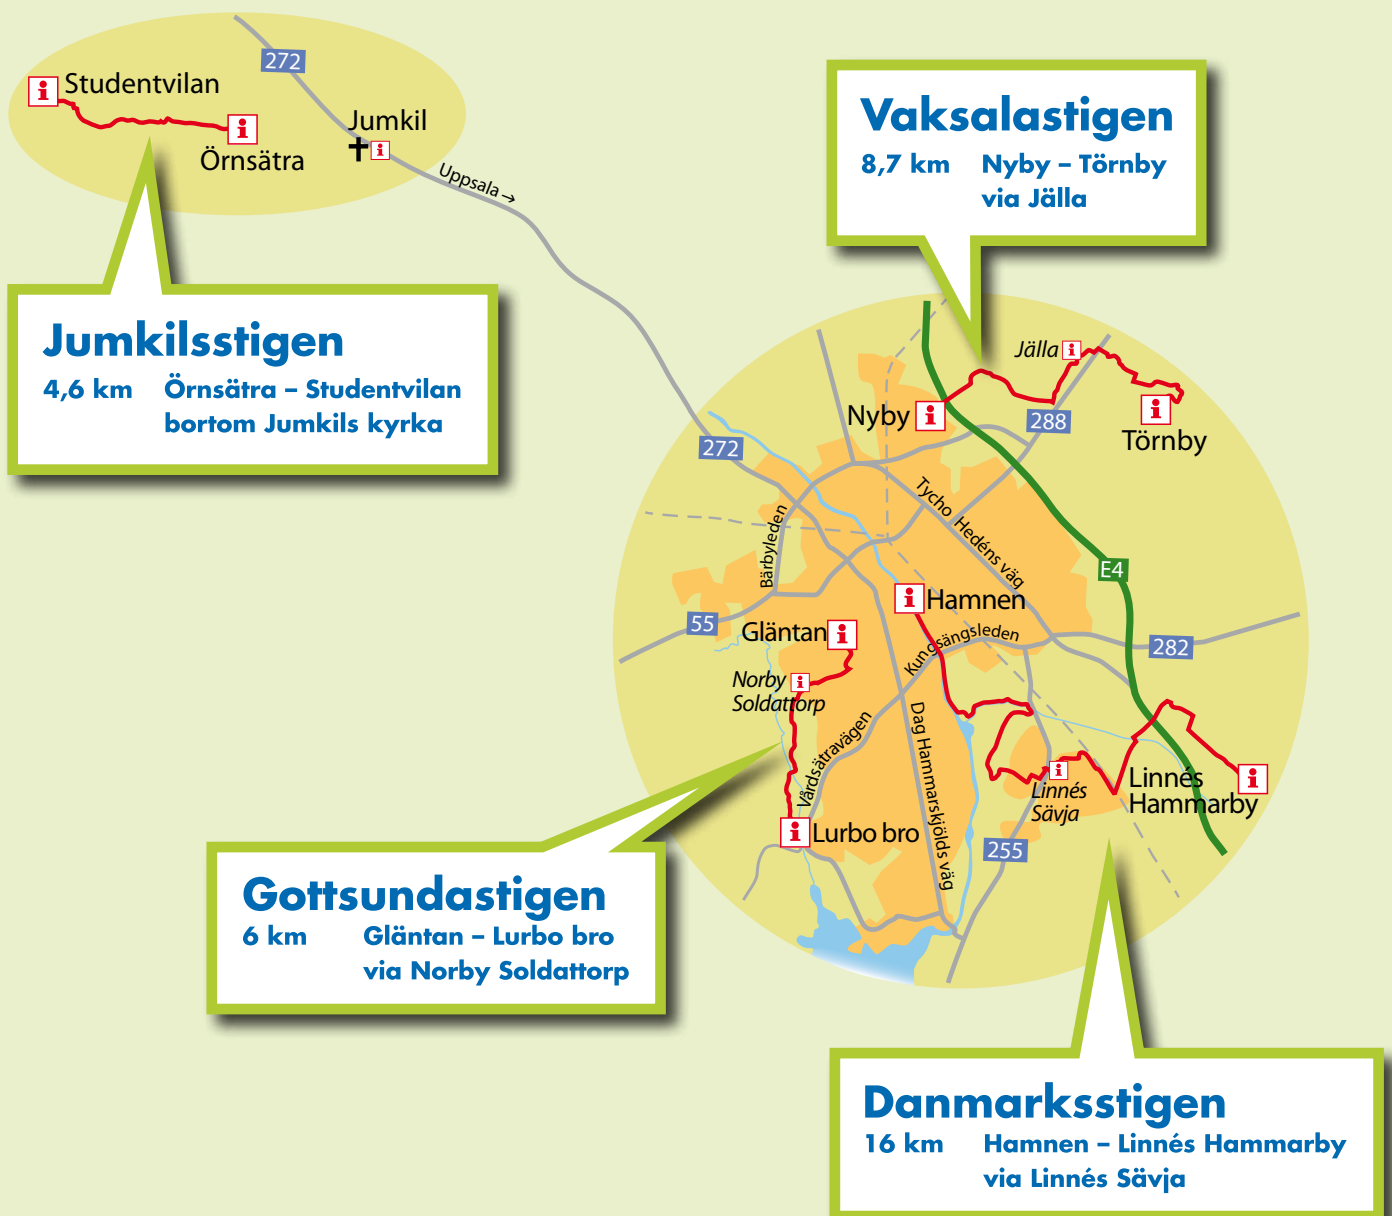 272
Studentvilan
Örnsätra
Jumkil
Uppsala →
Vaksalastigen
8,7 km Nyby – Törnby
via Jälla
Jumkilsstigen
4,6 km Örnsätra – Studentvilan
bortom Jumkils kyrka
Jälla
Nyby
288
Törnby
272
Tycho Hedéns väg
Bärbyleden
E4
Hamnen
55
Gläntan
Kungsängsleden
282
Norby
Soldattorp
Dag Hammarskjölds väg
Vårdsätravägen
Linnés
Sävja
Linnés
Hammarby
Lurbo bro
255
Gottsundastigen
6 km Gläntan – Lurbo bro
via Norby Soldattorp
Danmarksstigen
16 km Hamnen – Linnés Hammarby
via Linnés Sävja